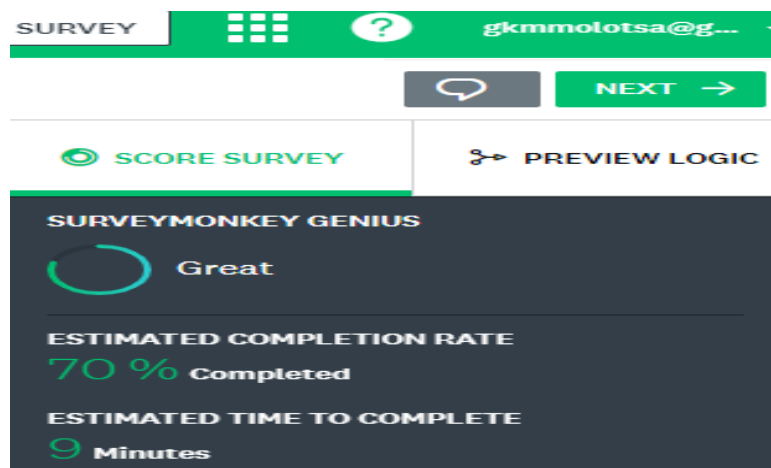 SURVEY ? gkmmolotsa@g...
NEXT →
SCORE SURVEY PREVIEW LOGIC
SURVEYMONKEY GENIUS
Great
ESTIMATED COMPLETION RATE
70 % Completed
ESTIMATED TIME TO COMPLETE
9 Minutes